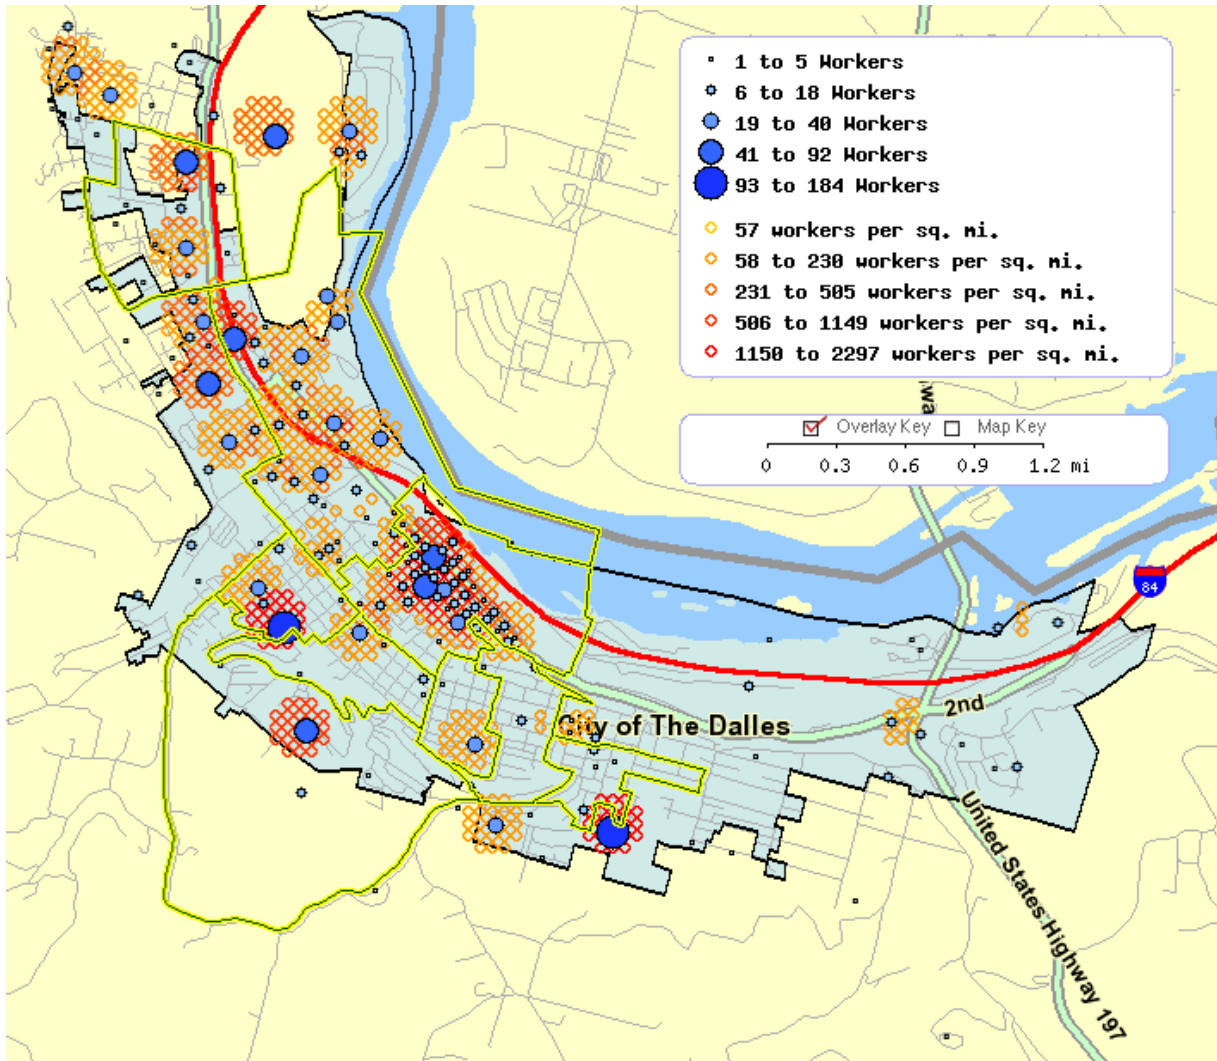 1 to 5 Workers
6 to 18 Workers
19 to 40 Workers
41 to 92 Workers
93 to 184 Workers
57 workers per sq. mi.
58 to 230 workers per sq. mi.
231 to 505 workers per sq. mi.
506 to 1149 workers per sq. mi.
1150 to 2297 workers per sq. mi.
wa
Overlay Key Map Key
0 0.3 0.6 0.9 1.2 mi
84
2nd
City of The Dalles
United States Highway 197